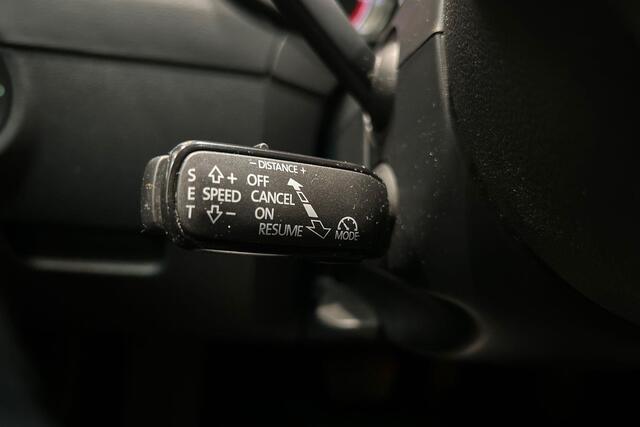 - DISTANCE +
S E T
+
SPEED
-
OFF
CANCEL
ON
RESUME
MODE